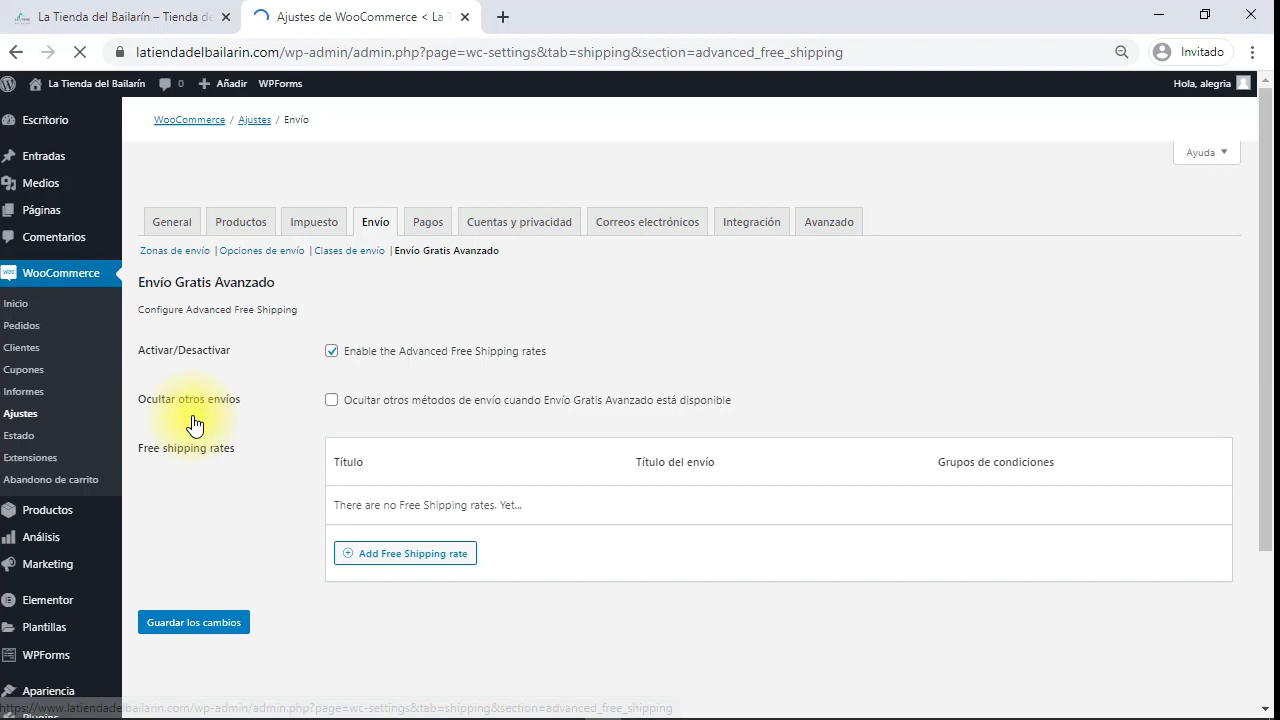 La Tienda del Bailarín – Tienda de
Ajustes de WooCommerce < La T
latiendadelbailarin.com/wp-admin/admin.php?page=wc-settings&tab=shipping&section=advanced_free_shipping
Invitado
La Tienda del Bailarín
0
Añadir
WPForms
Hola, alegria
Escritorio
Entradas
Medios
Páginas
Comentarios
WooCommerce
Inicio
Pedidos
Clientes
Cupones
Informes
Ajustes
Estado
Extensiones
Abandono de carrito
Productos
Análisis
Marketing
Elementor
Plantillas
WPForms
Apariencia
Plugins
WooCommerce / Ajustes / Envío
Ayuda
General
Productos
Impuesto
Envío
Pagos
Cuentas y privacidad
Correos electrónicos
Integración
Avanzado
Zonas de envío | Opciones de envío | Clases de envío | Envío Gratis Avanzado
Envío Gratis Avanzado
Configure Advanced Free Shipping
Activar/Desactivar
Enable the Advanced Free Shipping rates
Ocultar otros envíos
Ocultar otros métodos de envío cuando Envío Gratis Avanzado está disponible
Free shipping rates
Título
Título del envío
Grupos de condiciones
There are no Free Shipping rates. Yet...
Add Free Shipping rate
Guardar los cambios
https://www.latiendadelbailarin.com/wp-admin/admin.php?page=wc-settings&tab=shipping&section=advanced_free_shipping